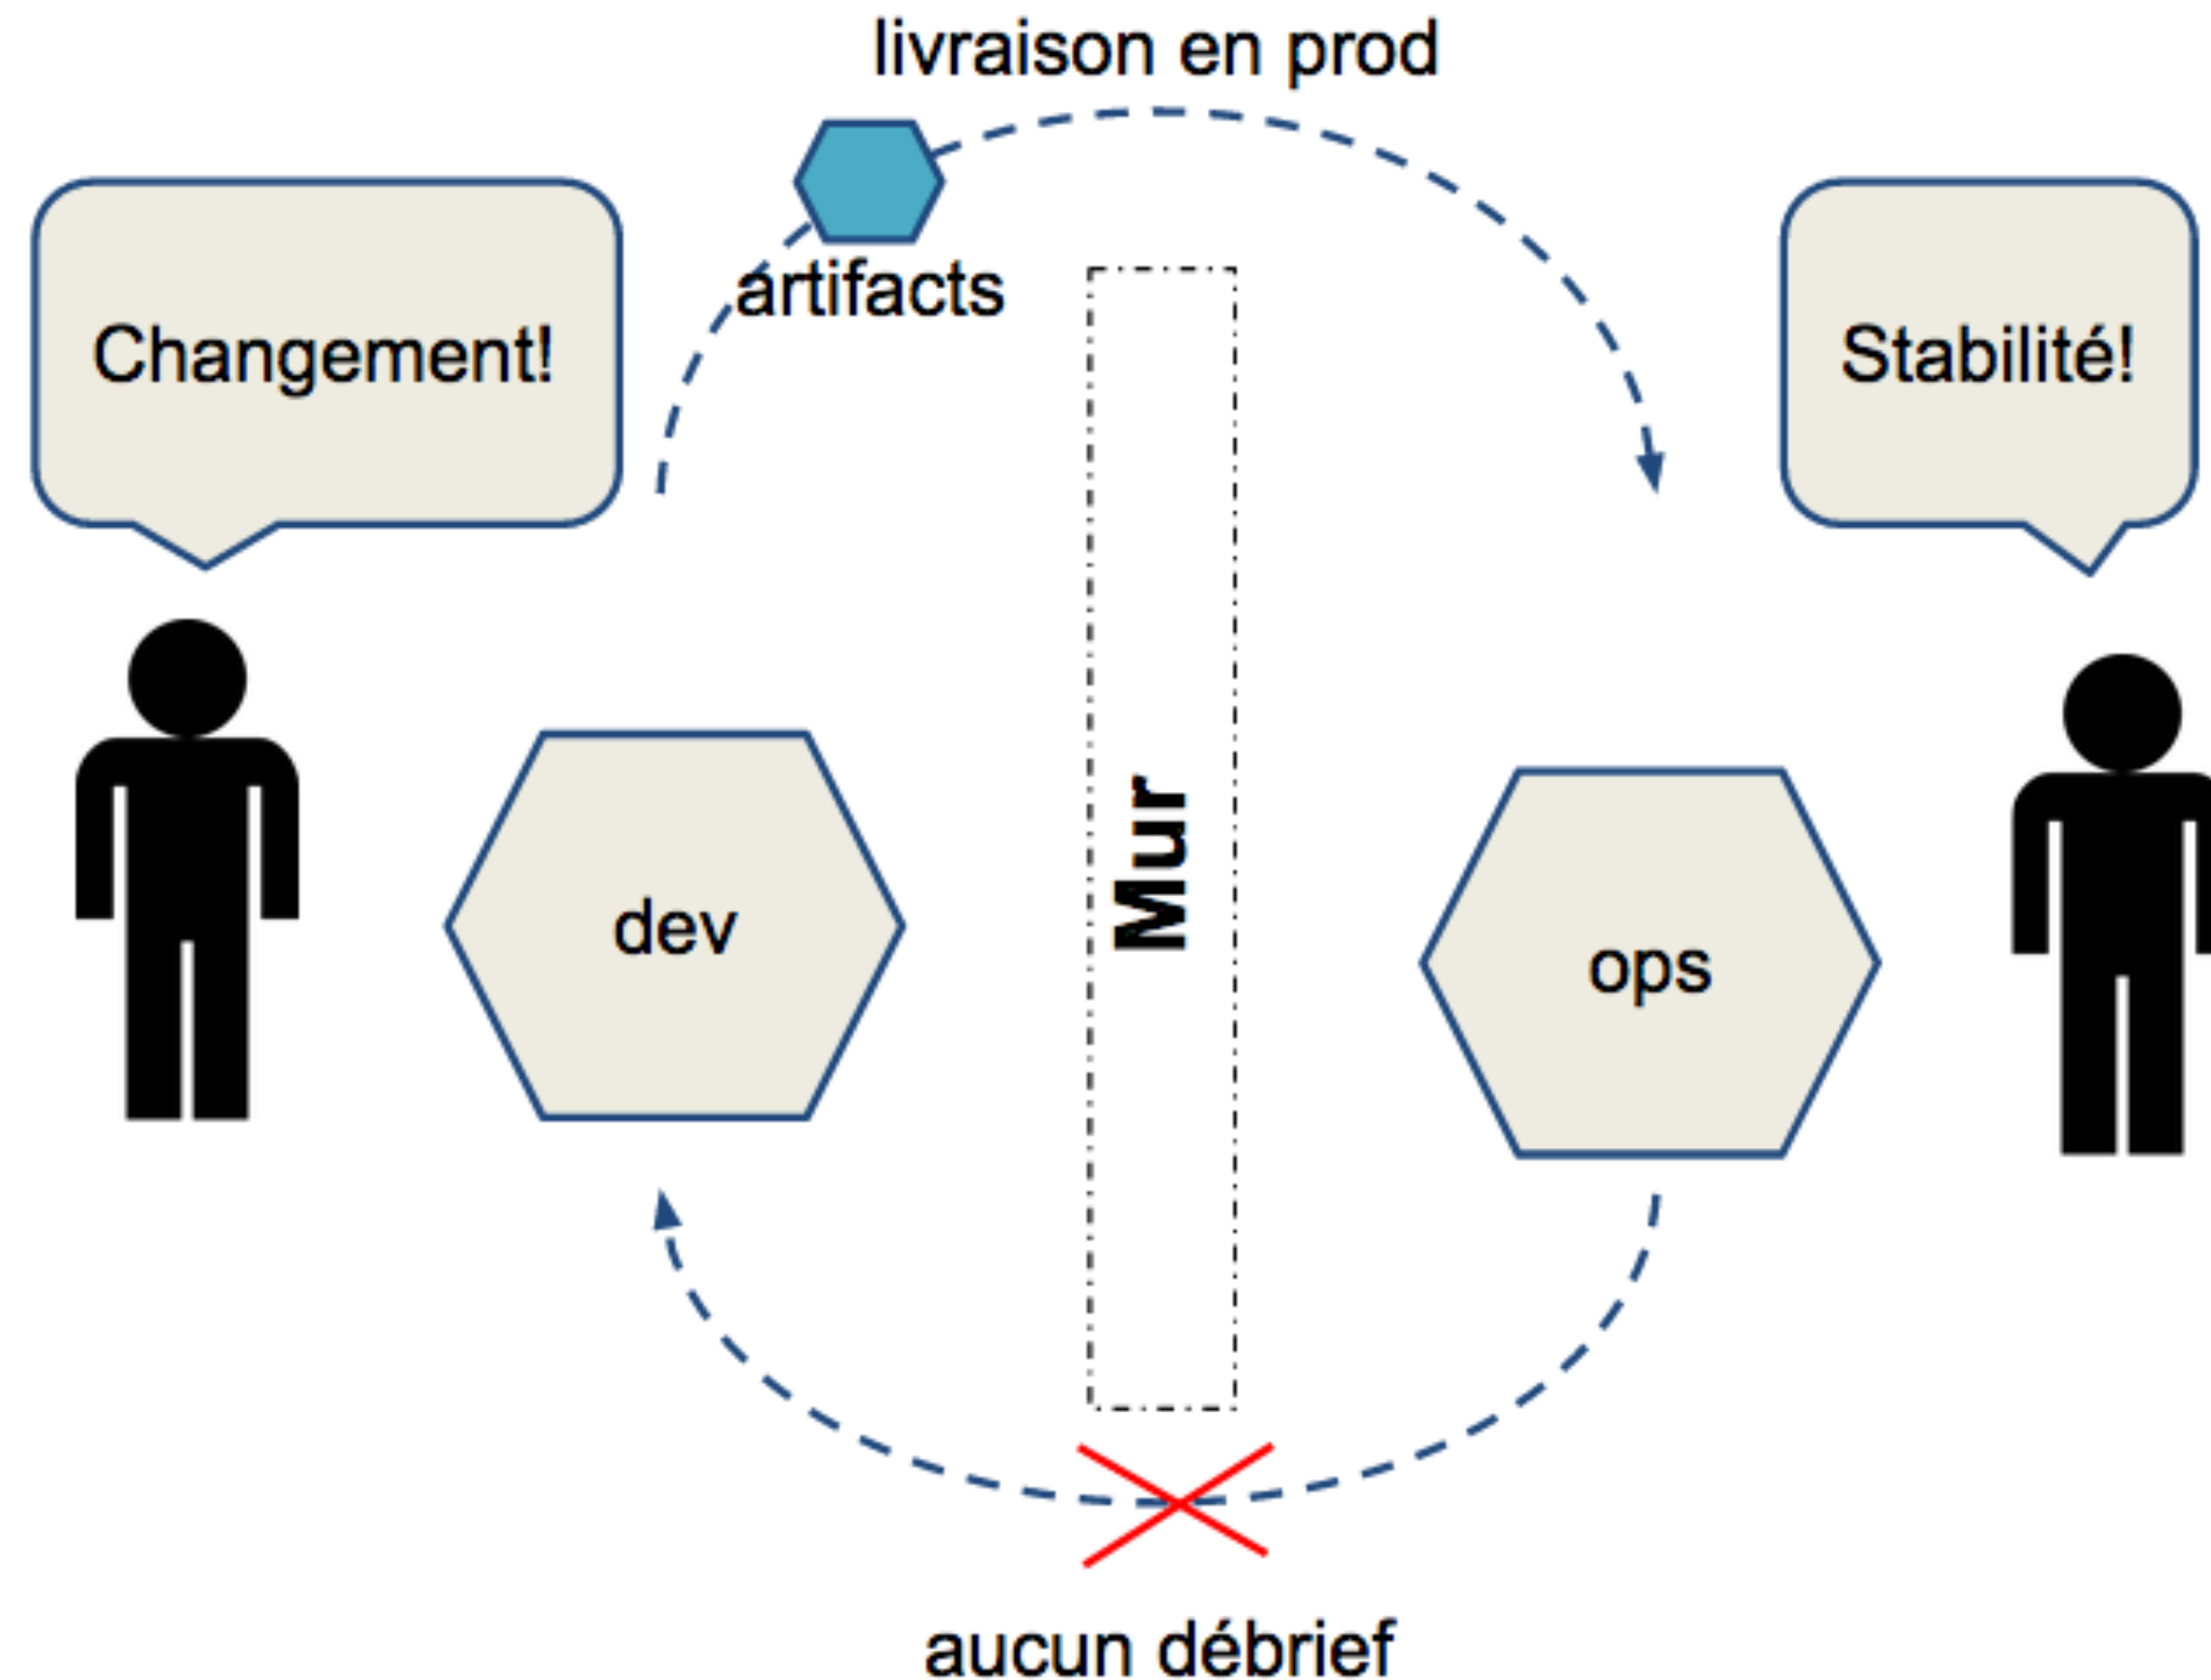 livraison en prod
artifacts
Changement!
Stabilité!
Mur
dev
ops
aucun débrief